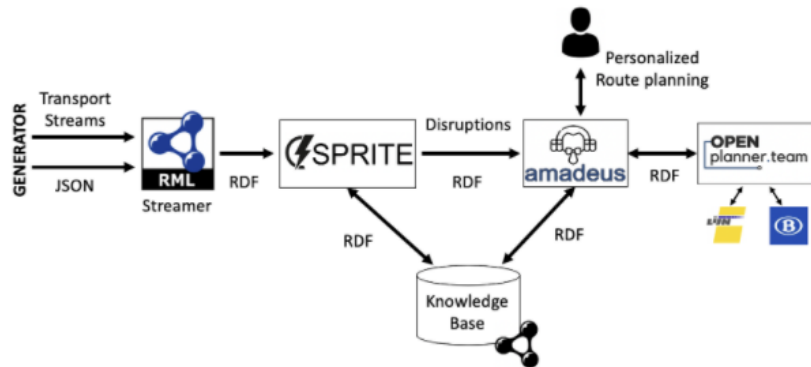 GENERATOR
Transport
Streams
JSON
RML
Streamer
RDF
SPRITE
Disruptions
RDF
Personalized
Route planning
amadeus
RDF
OPEN
planner.team
B
RDF
RDF
Knowledge
Base